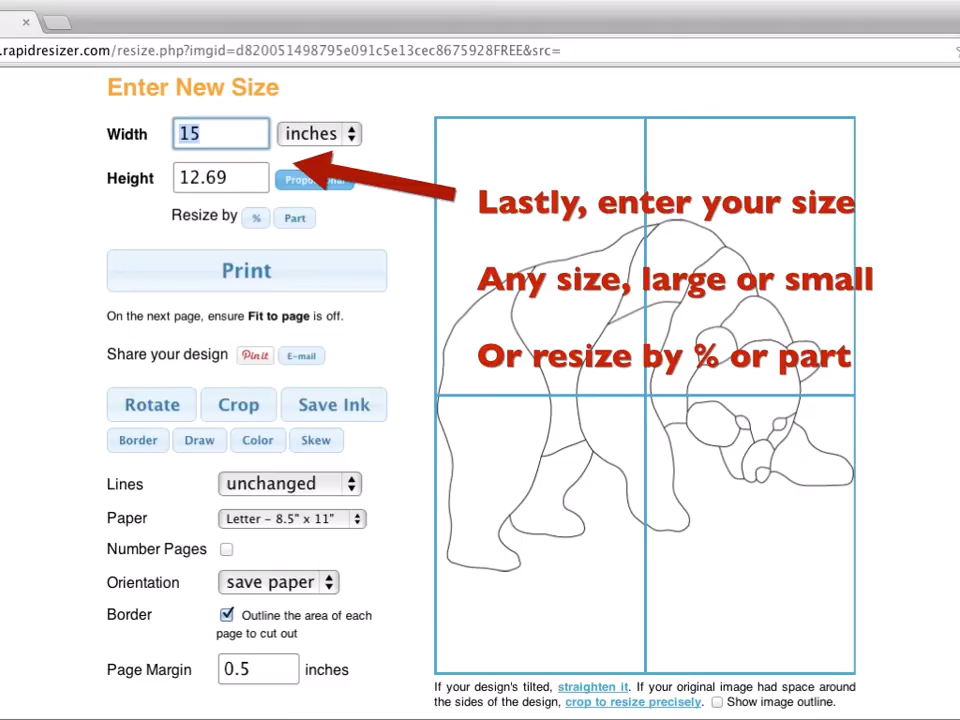 .rapidresizer.com/resize.php?imgid=d820051498795e091c5e13cec8675928FREE&src=
Enter New Size
Width 15 inches
Height 12.69 Proportional
Resize by % Part
Lastly, enter your size
Any size, large or small
Or resize by % or part
Print
On the next page, ensure Fit to page is off.
Share your design Pin it E-mail
Rotate Crop Save Ink
Border Draw Color Skew
Lines unchanged
Paper Letter - 8.5" x 11"
Number Pages
Orientation save paper
Border Outline the area of each
page to cut out
Page Margin 0.5 inches
If your design's tilted, straighten it. If your original image had space around
the sides of the design, crop to resize precisely. Show image outline.